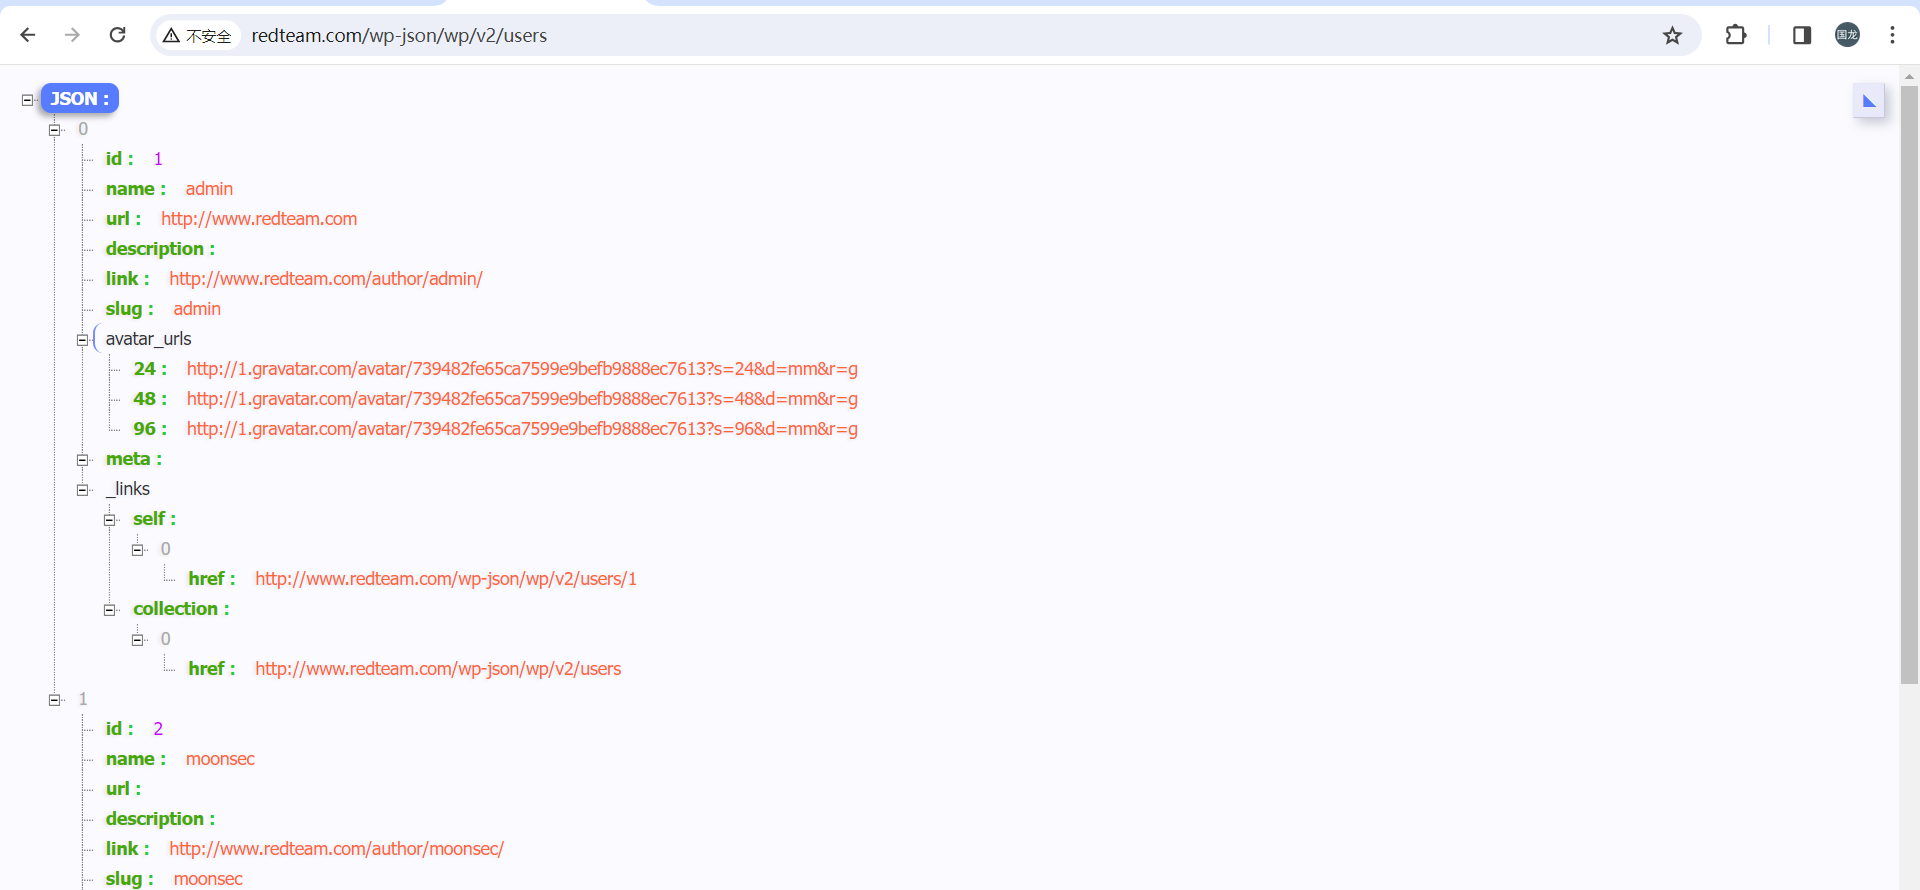 不安全 redteam.com/wp-json/wp/v2/users 国龙
JSON :
0
id : 1
name : admin
url : http://www.redteam.com
description :
link : http://www.redteam.com/author/admin/
slug : admin
avatar_urls
24 : http://1.gravatar.com/avatar/739482fe65ca7599e9befb9888ec7613?s=24&d=mm&r=g
48 : http://1.gravatar.com/avatar/739482fe65ca7599e9befb9888ec7613?s=48&d=mm&r=g
96 : http://1.gravatar.com/avatar/739482fe65ca7599e9befb9888ec7613?s=96&d=mm&r=g
meta :
_links
self :
0
href : http://www.redteam.com/wp-json/wp/v2/users/1
collection :
0
href : http://www.redteam.com/wp-json/wp/v2/users
1
id : 2
name : moonsec
url :
description :
link : http://www.redteam.com/author/moonsec/
slug : moonsec